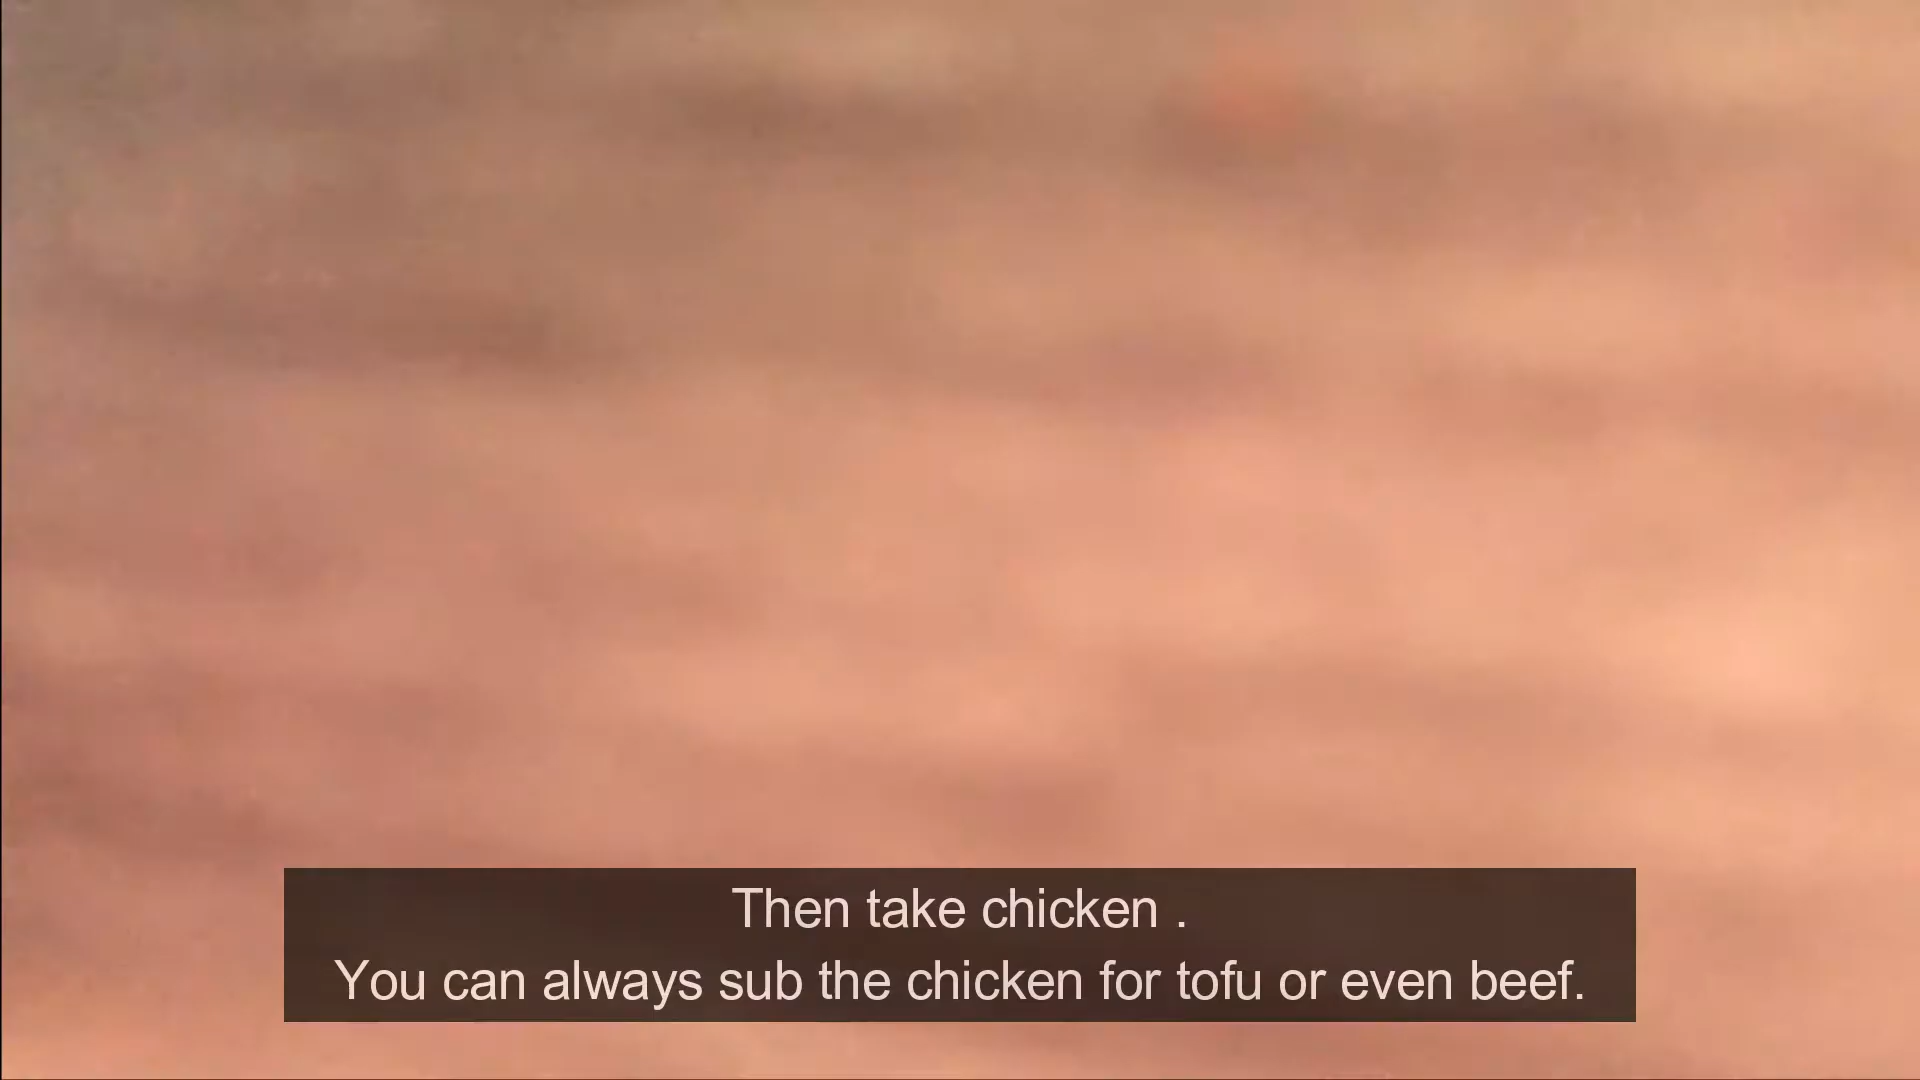 Then take chicken .
You can always sub the chicken for tofu or even beef.